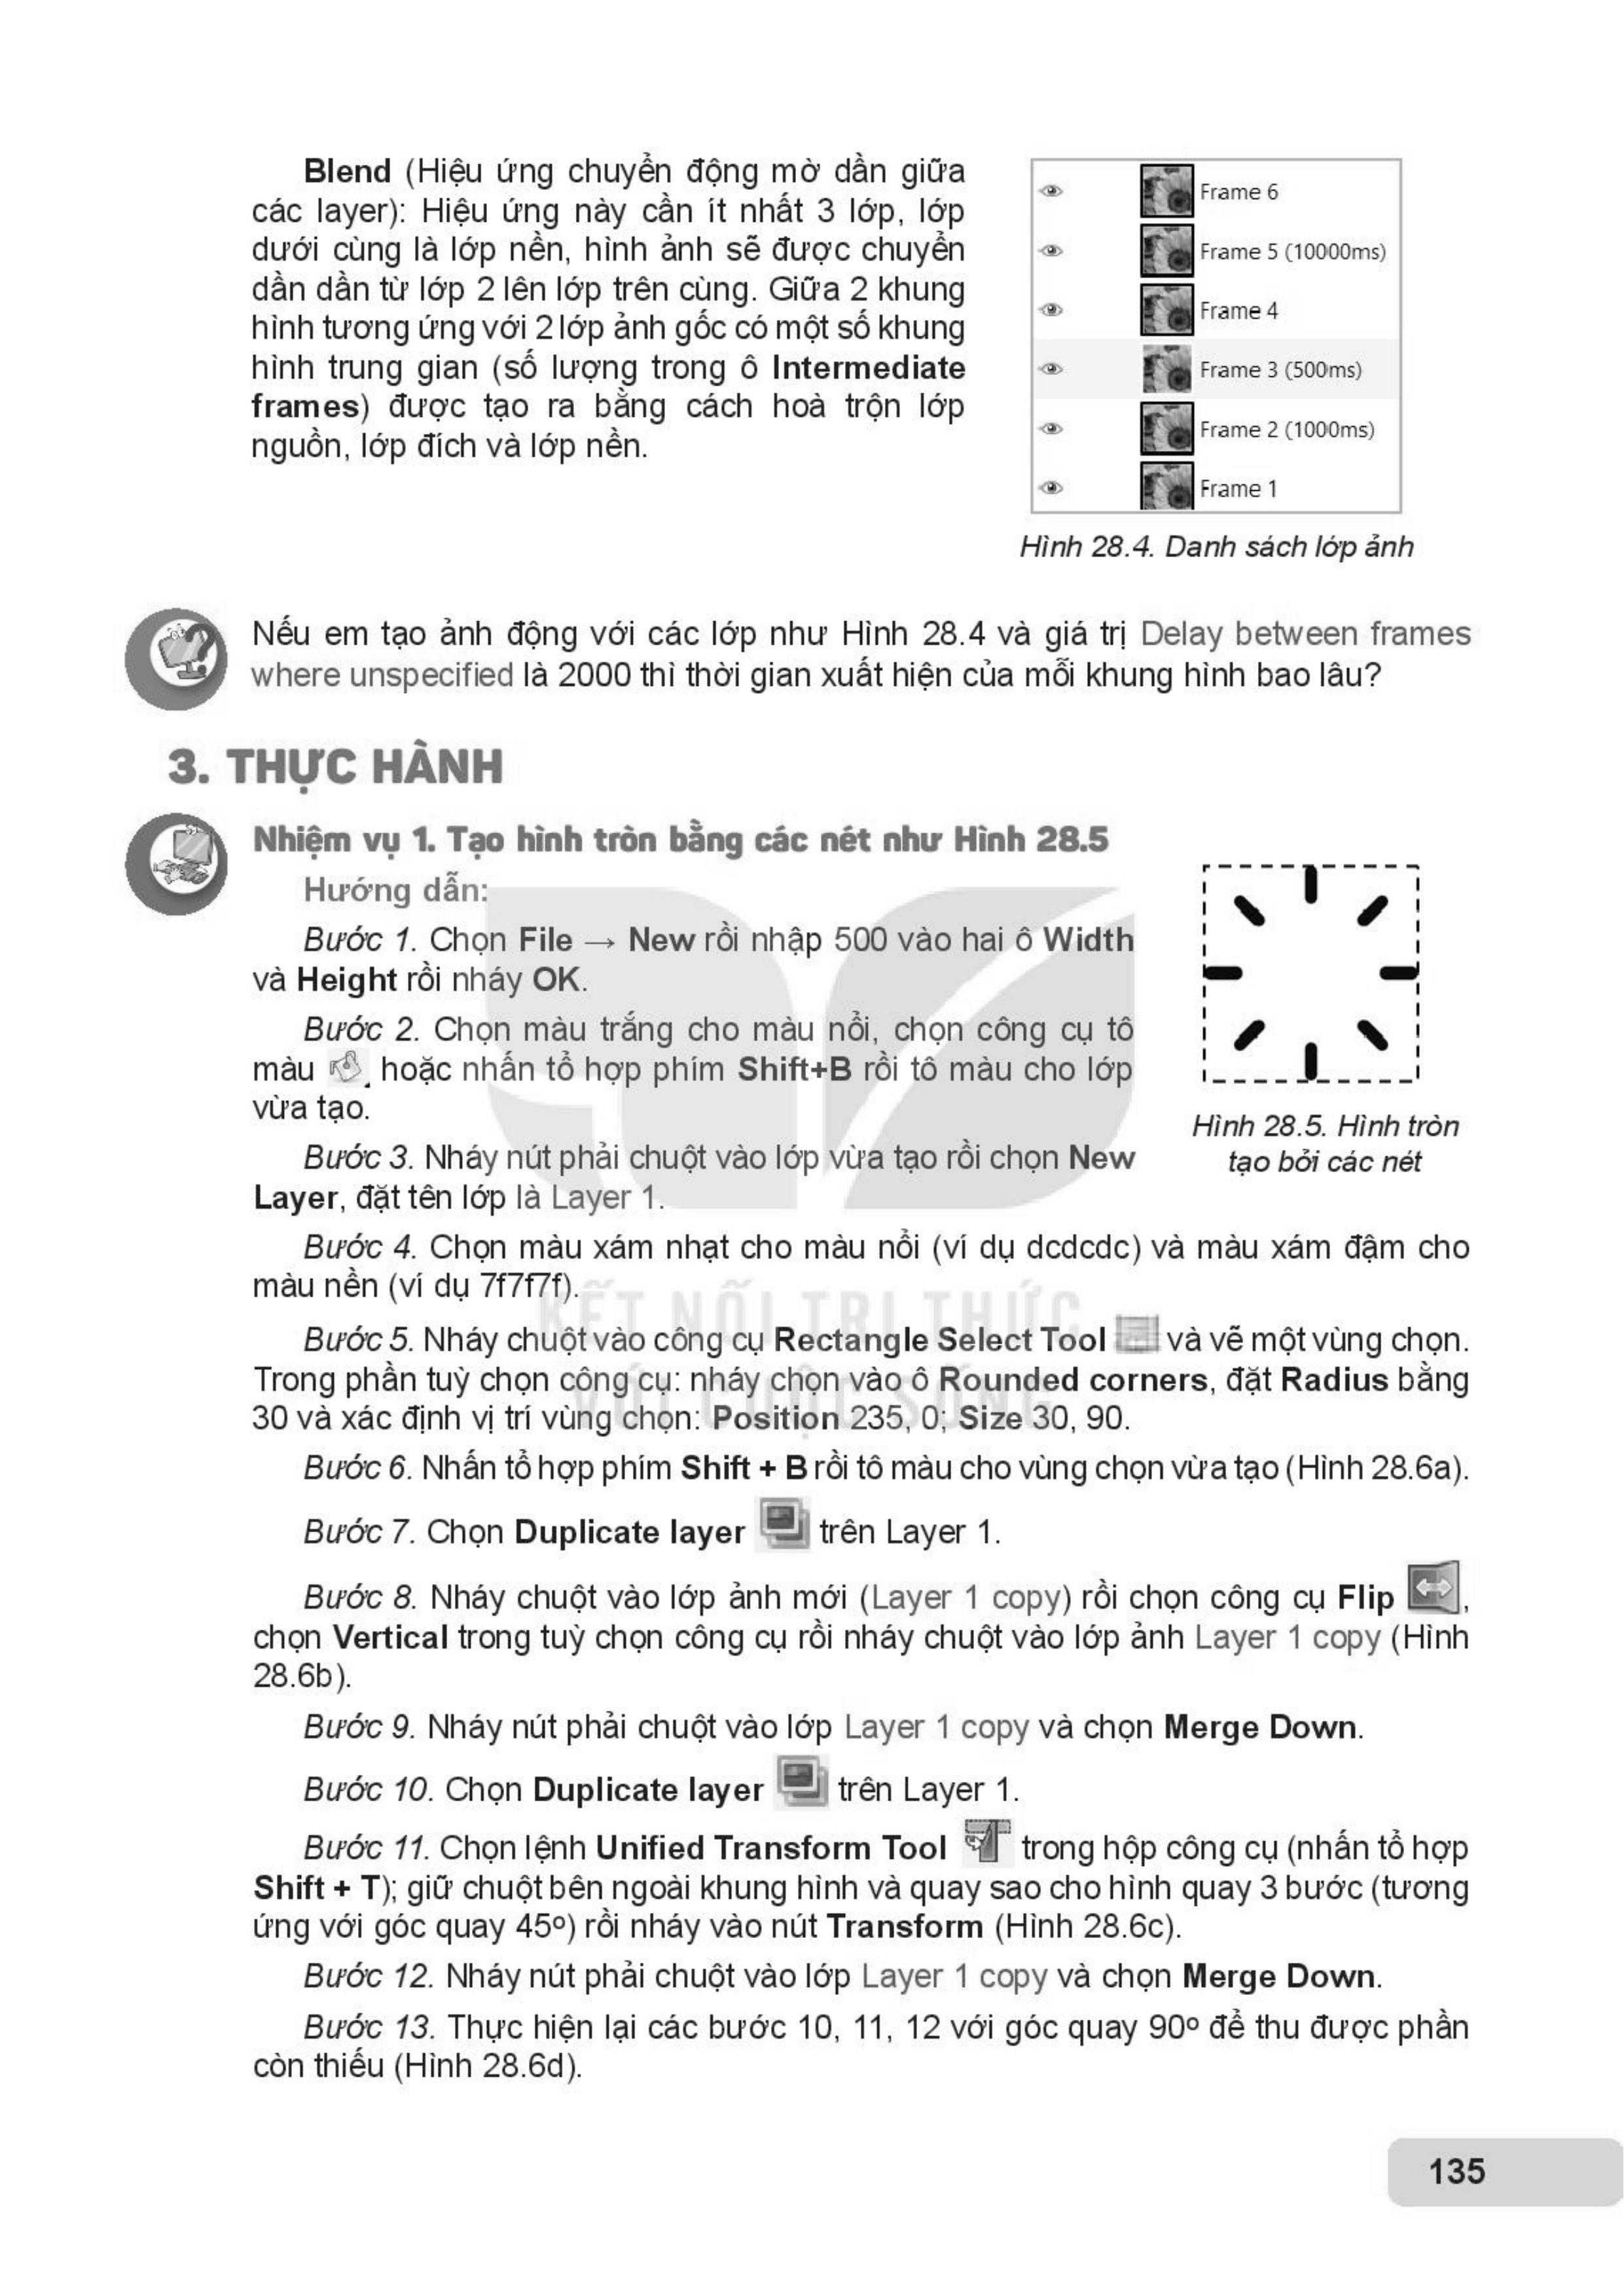 Blend (Hiệu ứng chuyển động mờ dần giữa
các layer): Hiệu ứng này cần ít nhất 3 lớp, lớp
dưới cùng là lớp nền, hình ảnh sẽ được chuyển
dần dần từ lớp 2 lên lớp trên cùng. Giữa 2 khung
hình tương ứng với 2 lớp ảnh gốc có một số khung
hình trung gian (số lượng trong ô Intermediate
frames) được tạo ra bằng cách hoà trộn lớp
nguồn, lớp đích và lớp nền.
Frame 6
Frame 5 (10000ms)
Frame 4
Frame 3 (500ms)
Frame 2 (1000ms)
Frame 1
Hình 28.4. Danh sách lớp ảnh
Nếu em tạo ảnh động với các lớp như Hình 28.4 và giá trị Delay between frames
where unspecified là 2000 thì thời gian xuất hiện của mỗi khung hình bao lâu?
3. THỰC HÀNH
Nhiệm vụ 1. Tạo hình tròn bằng các nét như Hình 28.5
Hướng dẫn:
Bước 1. Chọn File → New rồi nhập 500 vào hai ô Width
và Height rồi nháy OK.
Bước 2. Chọn màu trắng cho màu nổi, chọn công cụ tô
màu hoặc nhấn tổ hợp phím Shift+B rồi tô màu cho lớp
vừa tạo.
Bước 3. Nháy nút phải chuột vào lớp vừa tạo rồi chọn New
Layer, đặt tên lớp là Layer 1.
Hình 28.5. Hình tròn
tạo bởi các nét
Bước 4. Chọn màu xám nhạt cho màu nổi (ví dụ dcdcdc) và màu xám đậm cho
màu nền (ví dụ 7f7f7f).
KẾT NỐI TRI THỨC
VỚI CUỘC SỐNG
Bước 5. Nháy chuột vào công cụ Rectangle Select Tool và vẽ một vùng chọn.
Trong phần tuỳ chọn công cụ: nháy chọn vào ô Rounded corners, đặt Radius bằng
30 và xác định vị trí vùng chọn: Position 235, 0; Size 30, 90.
Bước 6. Nhấn tổ hợp phím Shift + B rồi tô màu cho vùng chọn vừa tạo (Hình 28.6a).
Bước 7. Chọn Duplicate layer trên Layer 1.
Bước 8. Nháy chuột vào lớp ảnh mới (Layer 1 copy) rồi chọn công cụ Flip ,
chọn Vertical trong tuỳ chọn công cụ rồi nháy chuột vào lớp ảnh Layer 1 copy (Hình
28.6b).
Bước 9. Nháy nút phải chuột vào lớp Layer 1 copy và chọn Merge Down.
Bước 10. Chọn Duplicate layer trên Layer 1.
Bước 11. Chọn lệnh Unified Transform Tool trong hộp công cụ (nhấn tổ hợp
Shift + T); giữ chuột bên ngoài khung hình và quay sao cho hình quay 3 bước (tương
ứng với góc quay 45º) rồi nháy vào nút Transform (Hình 28.6c).
Bước 12. Nháy nút phải chuột vào lớp Layer 1 copy và chọn Merge Down.
Bước 13. Thực hiện lại các bước 10, 11, 12 với góc quay 90º để thu được phần
còn thiếu (Hình 28.6d).
135